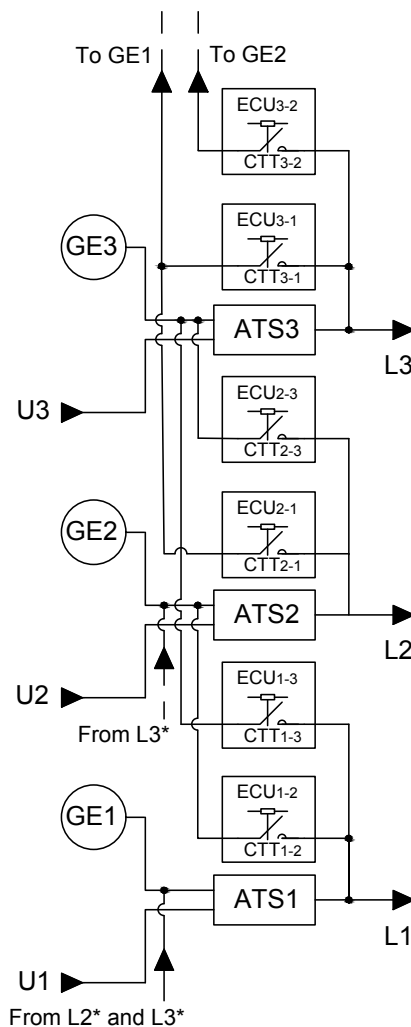 To GE1
To GE2
ECU3-2
CTT3-2
GE3
ECU3-1
CTT3-1
ATS3
L3
U3
ECU2-3
CTT2-3
GE2
ECU2-1
CTT2-1
ATS2
L2
U2
From L3*
ECU1-3
CTT1-3
GE1
ECU1-2
CTT1-2
ATS1
L1
U1
From L2* and L3*